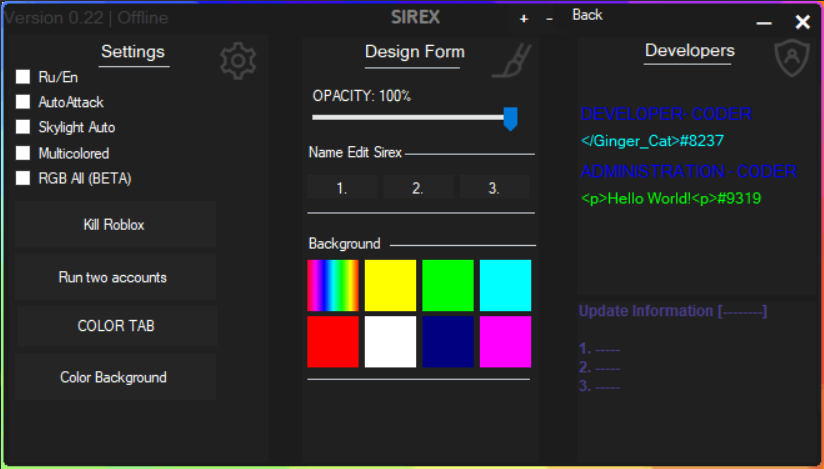 Version 0.22 | Offline
SIREX
+ -
Back
Settings
Ru/En
AutoAttack
Skylight Auto
Multicolored
RGB All (BETA)
Kill Roblox
Run two accounts
COLOR TAB
Color Background
Design Form
OPACITY: 100%
Name Edit Sirex
1.
2.
3.
Background
Developers
DEVELOPER- CODER
</Ginger_Cat>#8237
ADMINISTRATION - CODER
<p>Hello World!<p>#9319
Update Information [--------]
1. -----
2. -----
3. -----